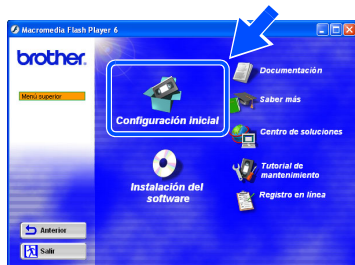 Macromedia Flash Player 6
brother.
Menú superior
Configuración inicial
Instalación del
software
Documentación
Saber más
Centro de soluciones
Tutorial de
mantenimiento
Registro en línea
Anterior
Salir